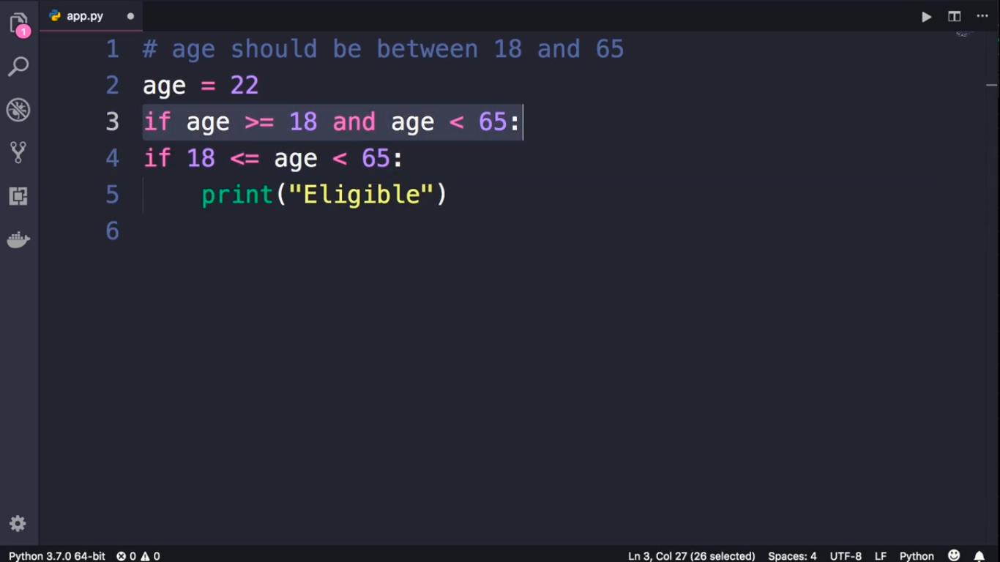 app.py
1
1 # age should be between 18 and 65
2 age = 22
3 if age >= 18 and age < 65:
4 if 18 <= age < 65:
5     print("Eligible")
6
Python 3.7.0 64-bit 0 0 Ln 3, Col 27 (26 selected) Spaces: 4 UTF-8 LF Python